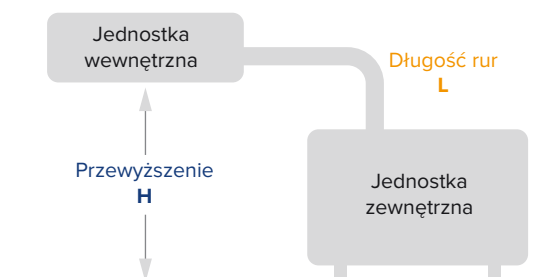 Jednostka
wewnętrzna
Długość rur
L
Przewyższenie
H
Jednostka
zewnętrzna